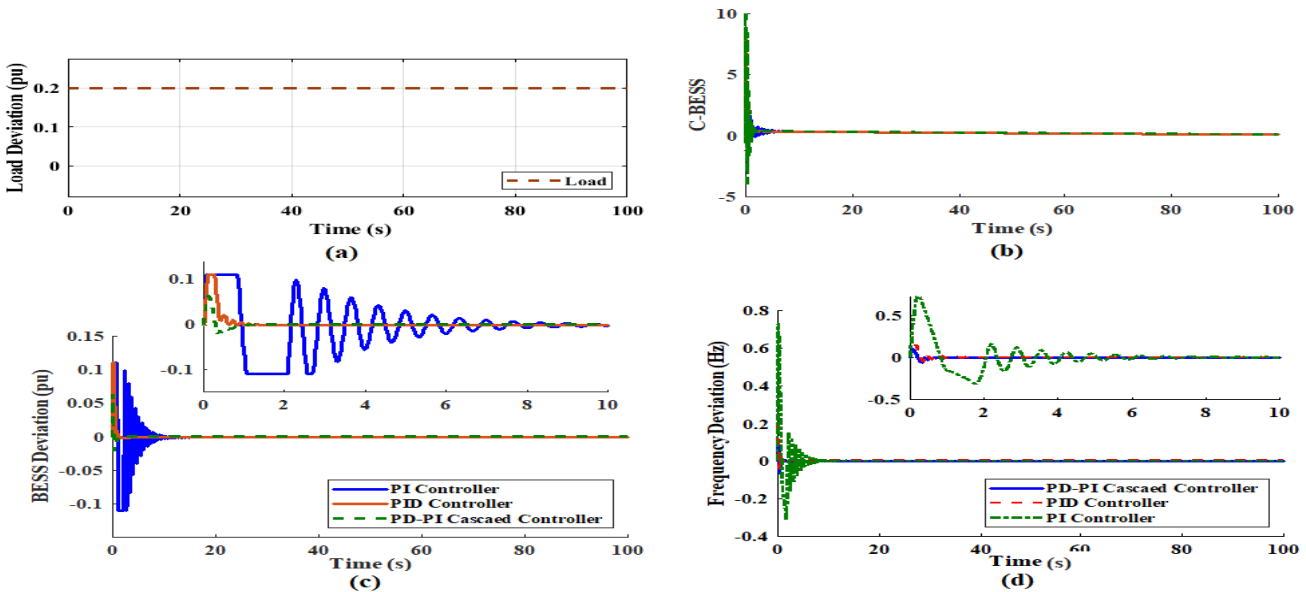 Load Deviation (pu)
0.2
0.1
0
Load
0 20 40 60 80 100
Time (s)
(a)
C-BESS
10
5
0
-5
0 20 40 60 80 100
Time (s)
(b)
BESS Deviation (pu)
0.15
0.1
0.05
0
-0.05
-0.1
0.1
0
-0.1
0 2 4 6 8 10
PI Controller
PID Controller
PD-PI Cascaed Controller
0 20 40 60 80 100
Time (s)
(c)
Frequency Deviation (Hz)
0.8
0.6
0.4
0.2
0
-0.2
-0.4
0.5
0
-0.5
0 2 4 6 8 10
PD-PI Cascaed Controller
PID Controller
PI Controller
0 20 40 60 80 100
Time (s)
(d)